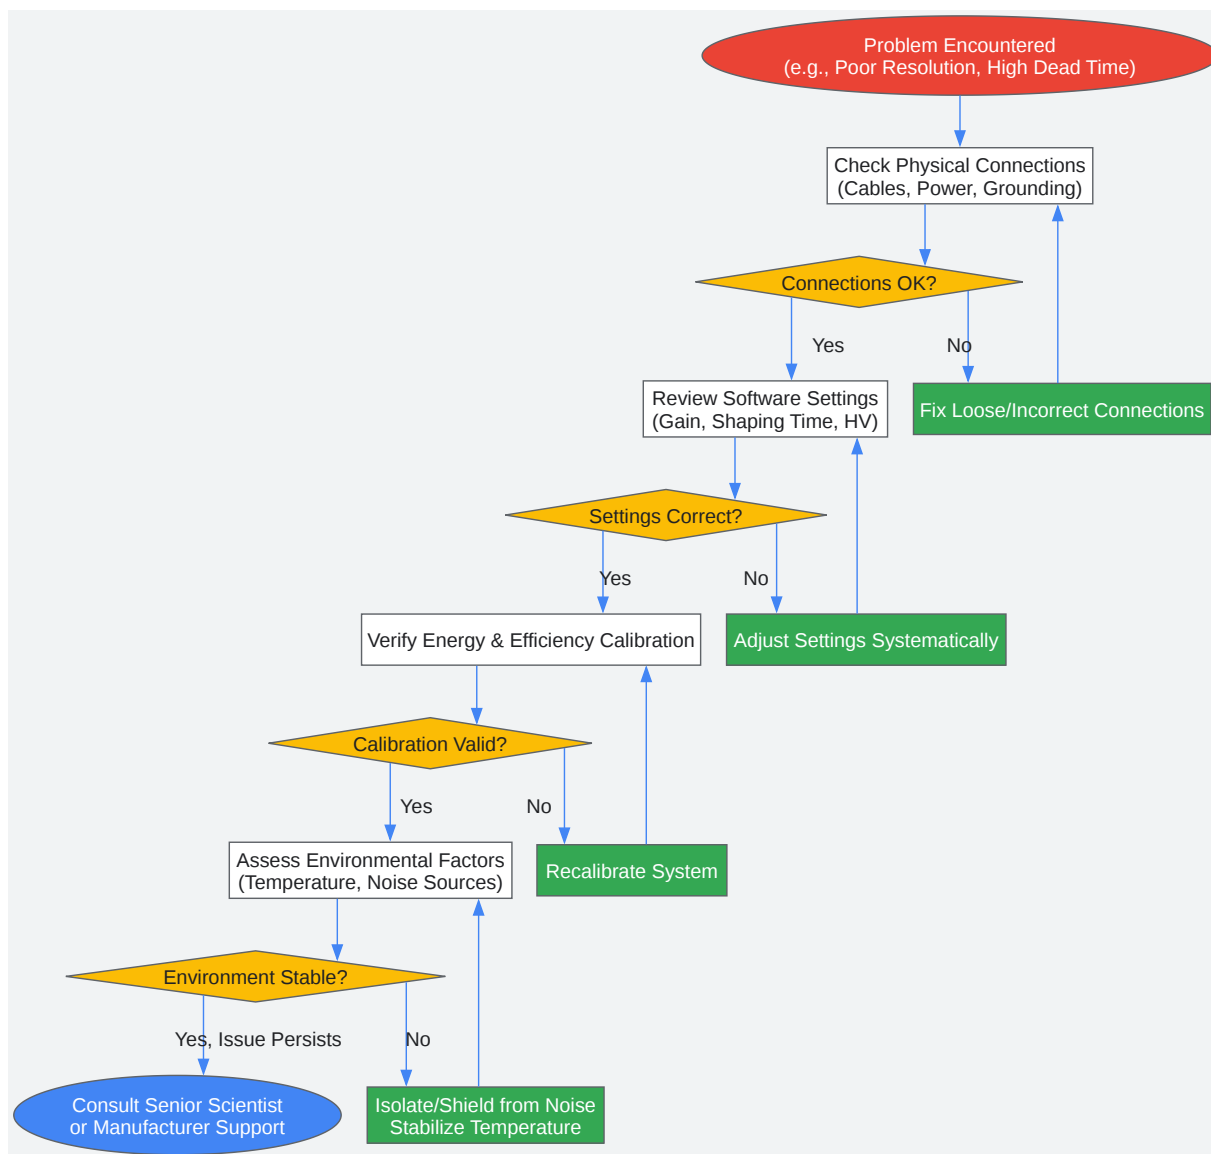 Problem Encountered
(e.g., Poor Resolution, High Dead Time)
Check Physical Connections
(Cables, Power, Grounding)
Connections OK?
Yes
No
Review Software Settings
(Gain, Shaping Time, HV)
Fix Loose/Incorrect Connections
Settings Correct?
Yes
No
Verify Energy & Efficiency Calibration
Adjust Settings Systematically
Calibration Valid?
Yes
No
Assess Environmental Factors
(Temperature, Noise Sources)
Recalibrate System
Environment Stable?
Yes, Issue Persists
No
Consult Senior Scientist
or Manufacturer Support
Isolate/Shield from Noise
Stabilize Temperature